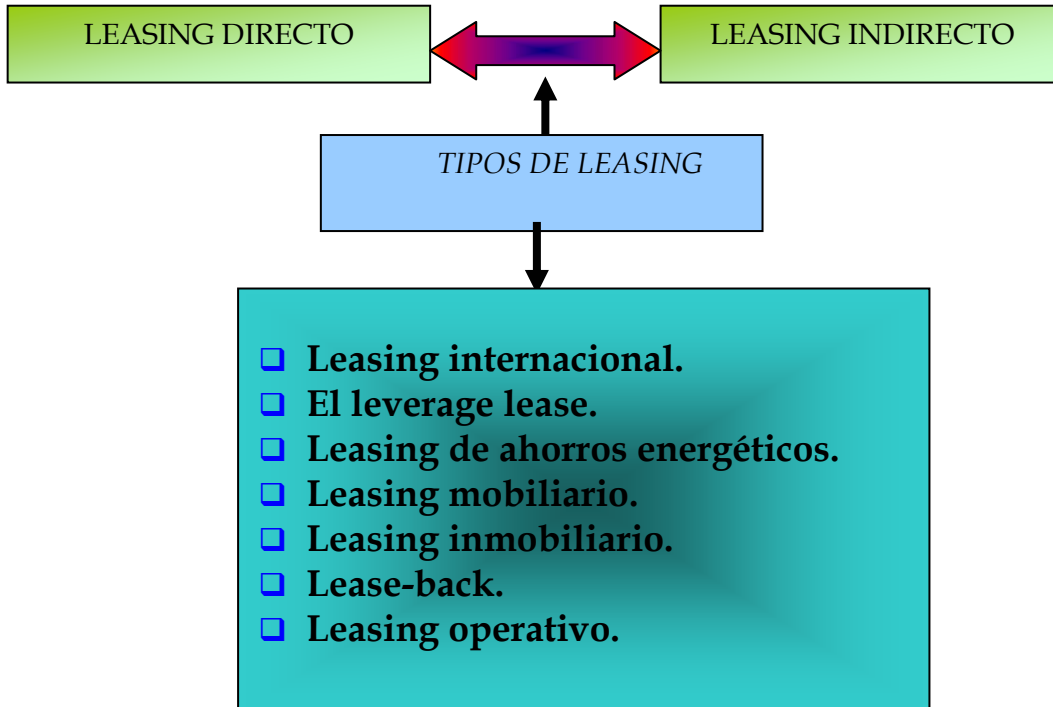 LEASING DIRECTO
LEASING INDIRECTO
TIPOS DE LEASING
Leasing internacional.
El leverage lease.
Leasing de ahorros energéticos.
Leasing mobiliario.
Leasing inmobiliario.
Lease-back.
Leasing operativo.